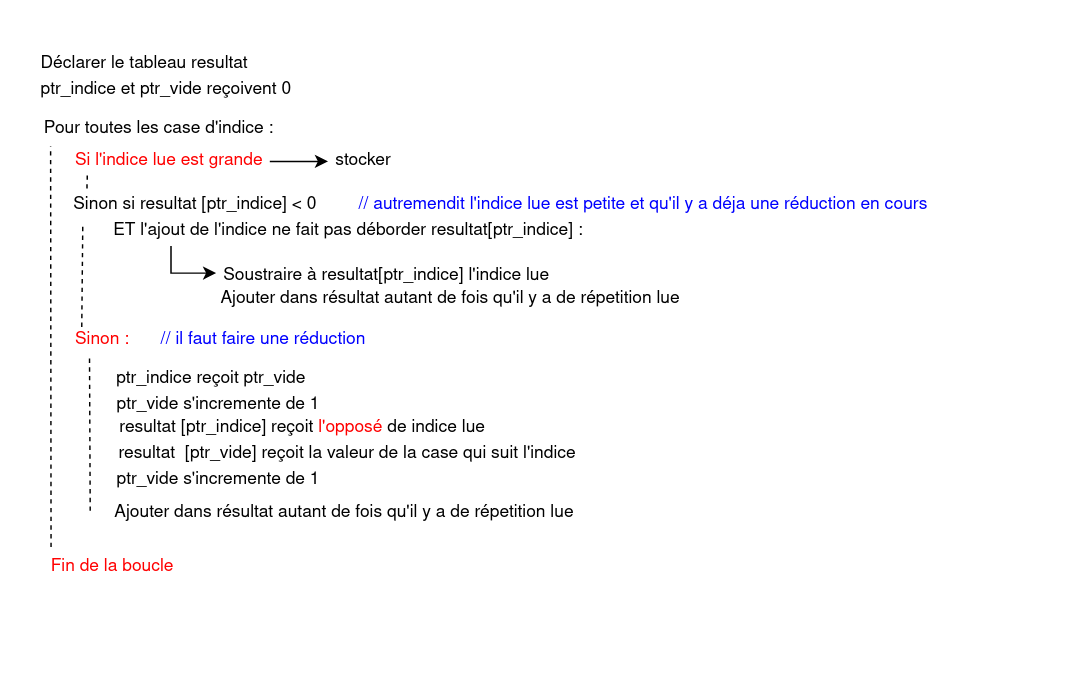 Déclarer le tableau resultat
ptr_indice et ptr_vide reçoivent 0
Pour toutes les case d'indice :
Si l'indice lue est grande stocker
Sinon si resultat [ptr_indice] < 0 // autremendit l'indice lue est petite et qu'il y a déja une réduction en cours
ET l'ajout de l'indice ne fait pas déborder resultat[ptr_indice] :
Soustraire à resultat[ptr_indice] l'indice lue
Ajouter dans résultat autant de fois qu'il y a de répetition lue
Sinon : // il faut faire une réduction
ptr_indice reçoit ptr_vide
ptr_vide s'incremente de 1
resultat [ptr_indice] reçoit l'opposé de indice lue
resultat [ptr_vide] reçoit la valeur de la case qui suit l'indice
ptr_vide s'incremente de 1
Ajouter dans résultat autant de fois qu'il y a de répetition lue
Fin de la boucle